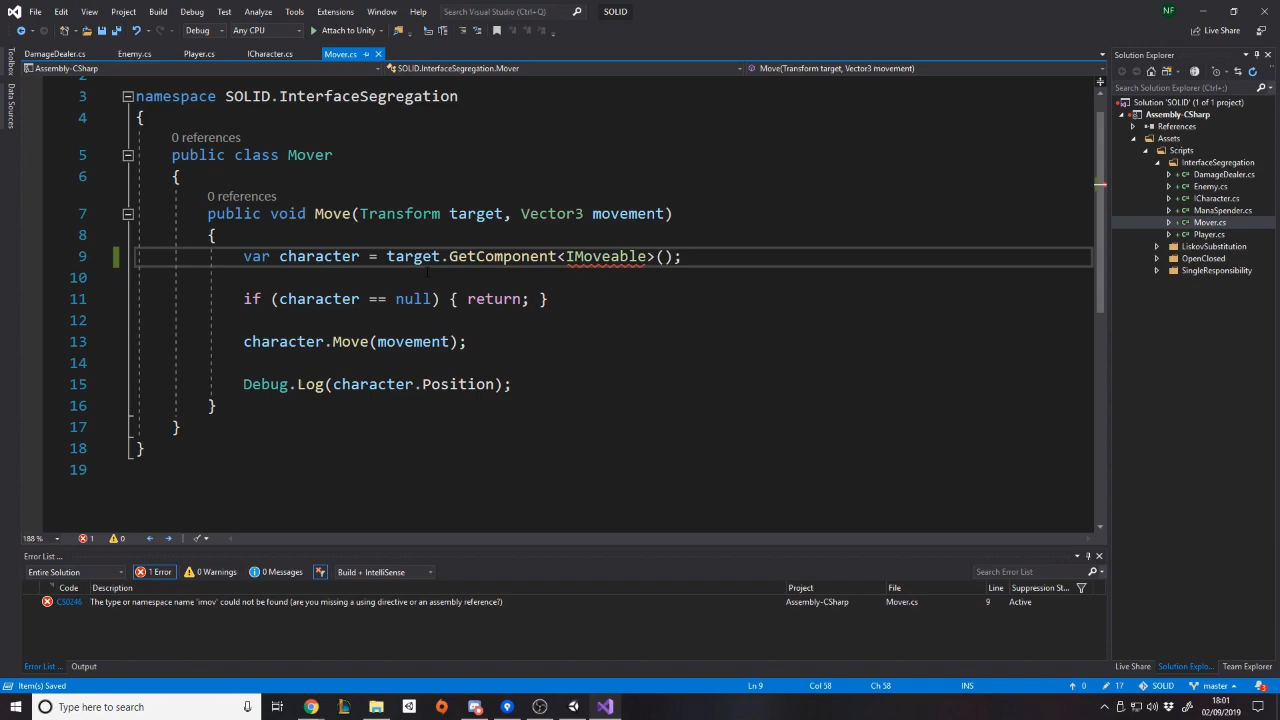 File Edit View Project Build Debug Test Analyze Tools Extensions Window Help Search Visual Studio (Ctrl+Q) SOLID NF
Debug Any CPU Attach to Unity Live Share
DamageDealer.cs Enemy.cs Player.cs ICharacter.cs Mover.cs
Assembly-CSharp SOLID.InterfaceSegregation.Mover Move(Transform target, Vector3 movement)
Toolbox
Data Sources
2
3 namespace SOLID.InterfaceSegregation
4 {
0 references
5 public class Mover
6 {
0 references
7 public void Move(Transform target, Vector3 movement)
8 {
9 var character = target.GetComponent<IMoveable>();
10
11 if (character == null) { return; }
12
13 character.Move(movement);
14
15 Debug.Log(character.Position);
16 }
17 }
18 }
19
188 % 1 0
Solution Explorer
Search Solution Explorer (Ctrl+;)
Solution 'SOLID' (1 of 1 project)
Assembly-CSharp
References
Assets
Scripts
InterfaceSegregation
DamageDealer.cs
Enemy.cs
ICharacter.cs
ManaSpender.cs
Mover.cs
Player.cs
LiskovSubstitution
OpenClosed
SingleResponsibility
Error List ...
Entire Solution 1 Error 0 Warnings 0 Messages Build + IntelliSense Search Error List
Code Description Project File Line Suppression St...
CS0246 The type or namespace name 'imov' could not be found (are you missing a using directive or an assembly reference?) Assembly-CSharp Mover.cs 9 Active
Error List ... Output Live Share Solution Explo... Team Explorer
Item(s) Saved Ln 9 Col 58 Ch 58 INS 0 17 SOLID master 3
Type here to search 18:01
02/09/2019